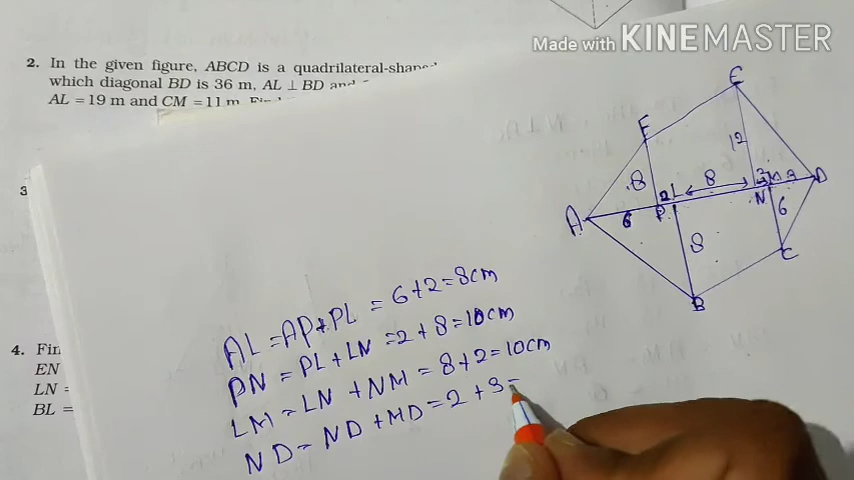 Made with KINEMASTER
2. In the given figure, ABCD is a quadrilateral-shaped
which diagonal BD is 36 m, AL ⊥ BD and
AL = 19 m and CM = 11 m. Find
3
4. Fin
EN
LN =
BL =
E
F
12
8
8
2 L
M
D
A
6
P
N
6
8
C
B
AL = AP + PL = 6 + 2 = 8cm
PN = PL + LN = 2 + 8 = 10cm
LM = LN + NM = 8 + 2 = 10cm
ND = ND + MD = 2 + 3 =